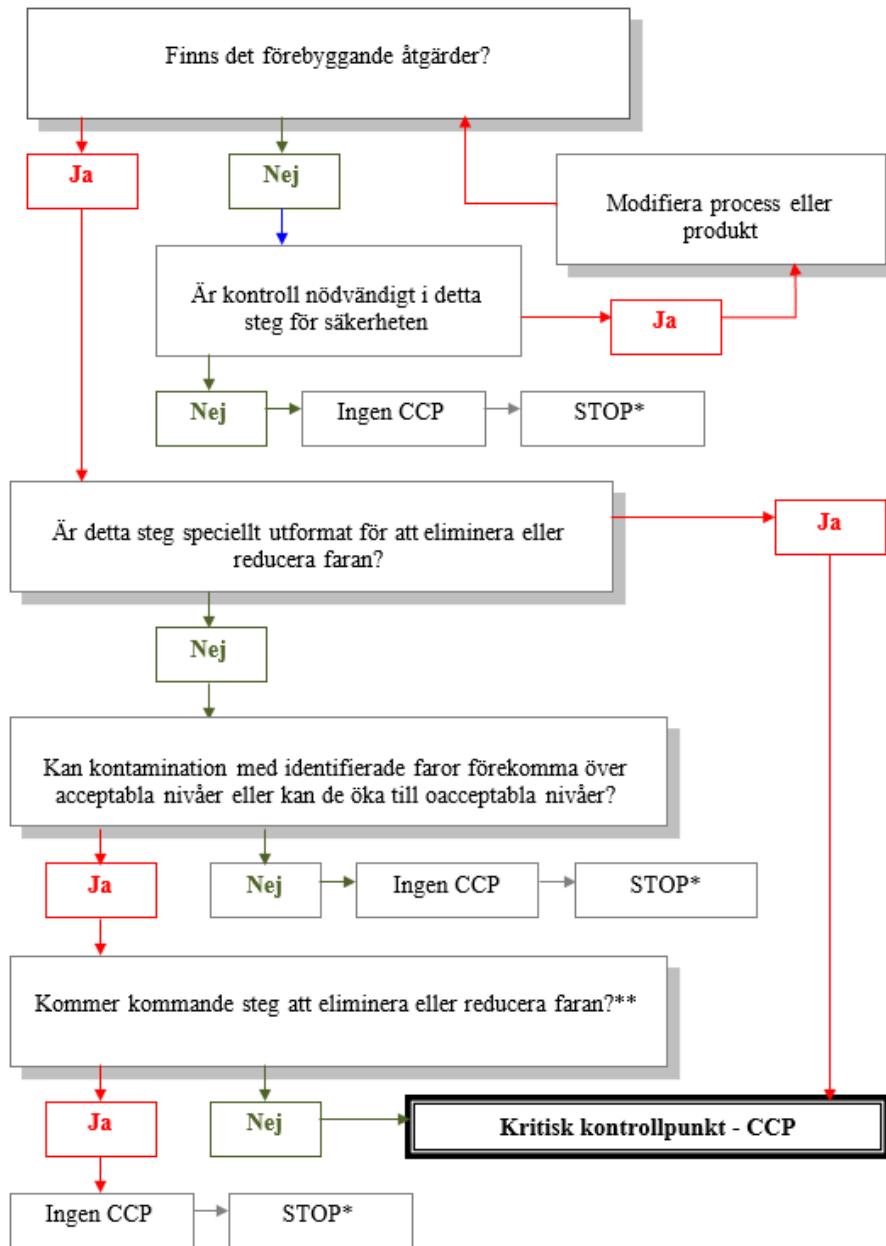 Finns det förebyggande åtgärder?
Ja
Nej
Modifiera process eller
produkt
Är kontroll nödvändigt i detta
steg för säkerheten
Ja
Nej
Ingen CCP
STOP*
Är detta steg speciellt utformat för att eliminera eller
reducera faran?
Ja
Nej
Kan kontamination med identifierade faror förekomma över
acceptabla nivåer eller kan de öka till oacceptabla nivåer?
Ja
Nej
Ingen CCP
STOP*
Kommer kommande steg att eliminera eller reducera faran?**
Ja
Nej
Kritisk kontrollpunkt - CCP
Ingen CCP
STOP*